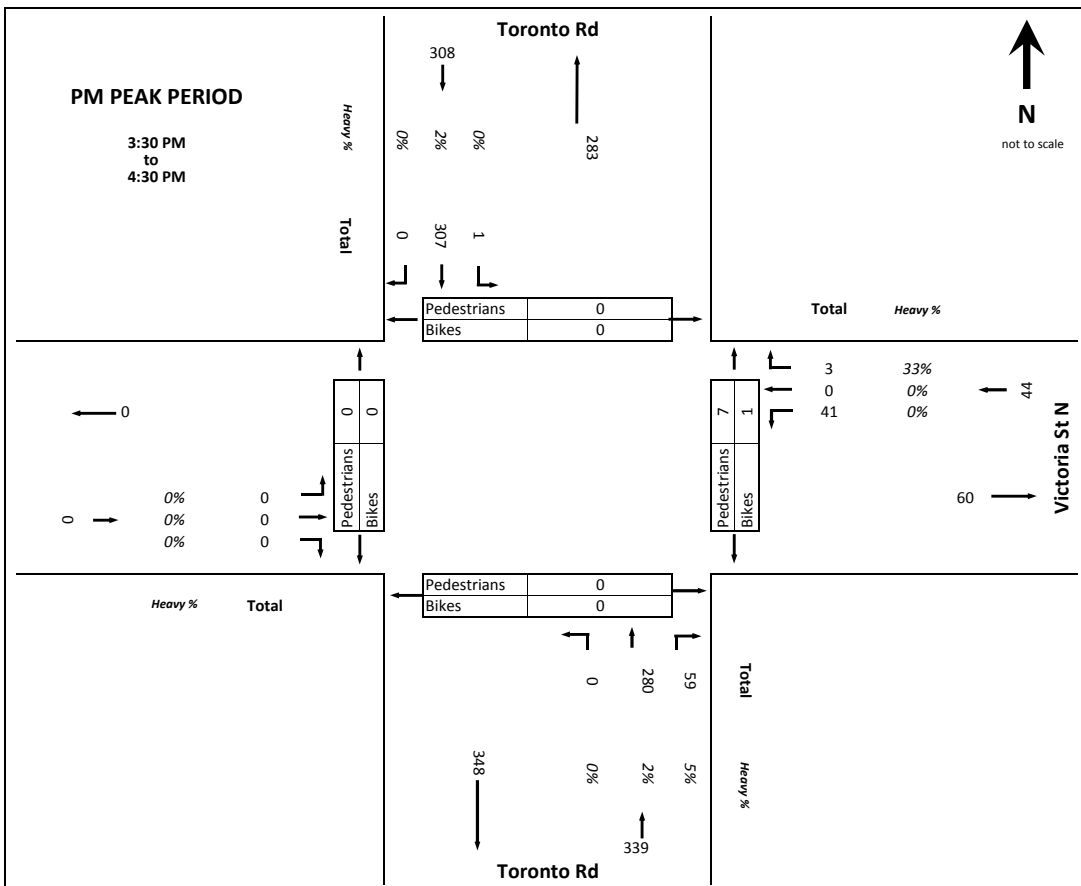 Toronto Rd
308
283
PM PEAK PERIOD
3:30 PM
to
4:30 PM
N
not to scale
Heavy %
0%
2%
0%
Total
0
307
1
Pedestrians 0
Bikes 0
Total Heavy %
3 33%
0 0%
41 0%
44
60
Victoria St N
Pedestrians 7
Bikes 1
0
Pedestrians 0
Bikes 0
0
0% 0
0% 0
0% 0
Heavy % Total
Pedestrians 0
Bikes 0
0
280
59
Total
348
0%
2%
5%
Heavy %
339
Toronto Rd